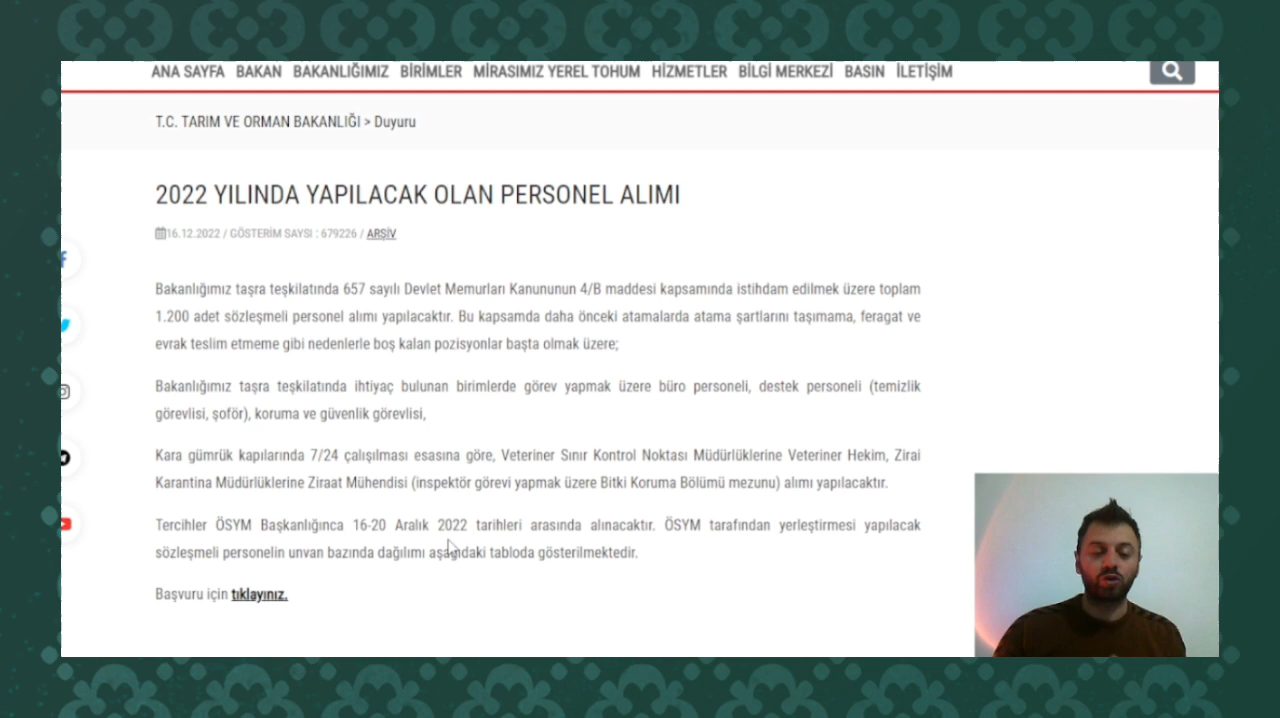 ANA SAYFA BAKAN BAKANLIĞIMIZ BİRİMLER MİRASIMIZ YEREL TOHUM HİZMETLER BİLGİ MERKEZİ BASIN İLETİŞİM
T.C. TARIM VE ORMAN BAKANLIĞI > Duyuru
2022 YILINDA YAPILACAK OLAN PERSONEL ALIMI
16.12.2022 / GÖSTERİM SAYSI : 679226 / ARŞİV
Bakanlığımız taşra teşkilatında 657 sayılı Devlet Memurları Kanununun 4/B maddesi kapsamında istihdam edilmek üzere toplam
1.200 adet sözleşmeli personel alımı yapılacaktır. Bu kapsamda daha önceki atamalarda atama şartlarını taşımama, feragat ve
evrak teslim etmeme gibi nedenlerle boş kalan pozisyonlar başta olmak üzere;
Bakanlığımız taşra teşkilatında ihtiyaç bulunan birimlerde görev yapmak üzere büro personeli, destek personeli (temizlik
görevlisi, şoför), koruma ve güvenlik görevlisi,
Kara gümrük kapılarında 7/24 çalışılması esasına göre, Veteriner Sınır Kontrol Noktası Müdürlüklerine Veteriner Hekim, Zirai
Karantina Müdürlüklerine Ziraat Mühendisi (inspektör görevi yapmak üzere Bitki Koruma Bölümü mezunu) alımı yapılacaktır.
Tercihler ÖSYM Başkanlığınca 16-20 Aralık 2022 tarihleri arasında alınacaktır. ÖSYM tarafından yerleştirmesi yapılacak
sözleşmeli personelin unvan bazında dağılımı aşağıdaki tabloda gösterilmektedir.
Başvuru için tıklayınız.